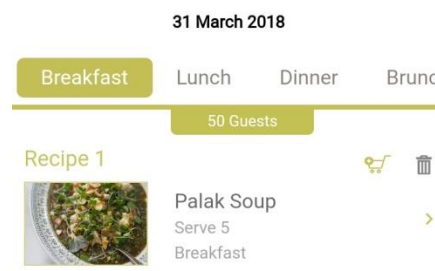 31 March 2018
Breakfast Lunch Dinner Brunc
50 Guests
Recipe 1
Palak Soup
Serve 5
Breakfast